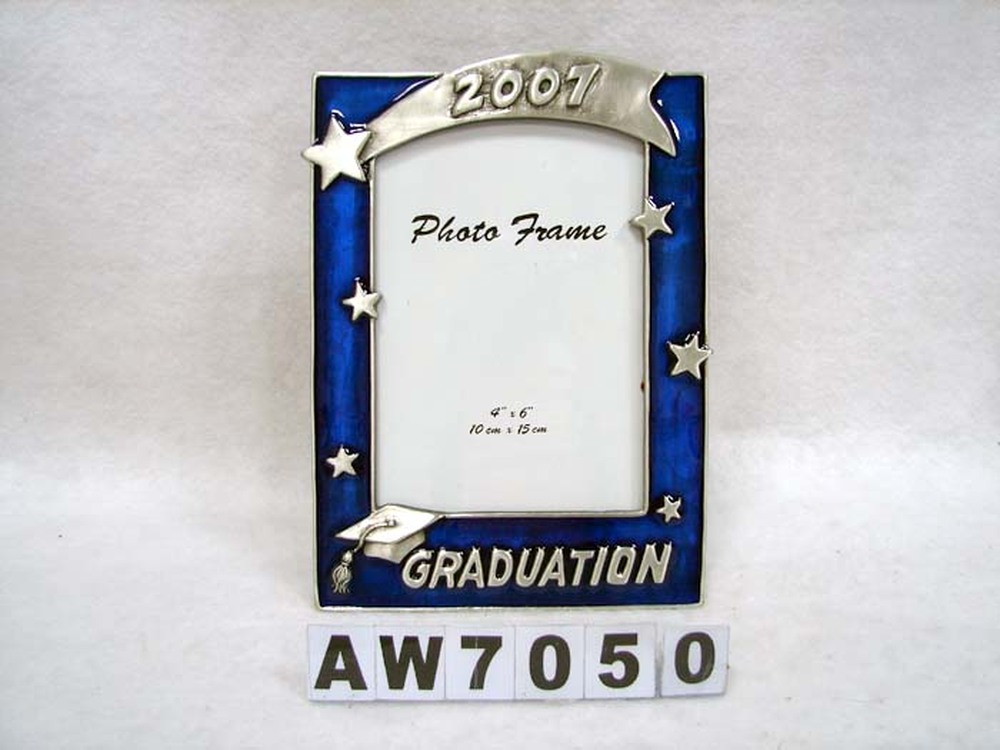 2007
Photo Frame
4" x 6"
10 cm x 15 cm
GRADUATION
AW7050